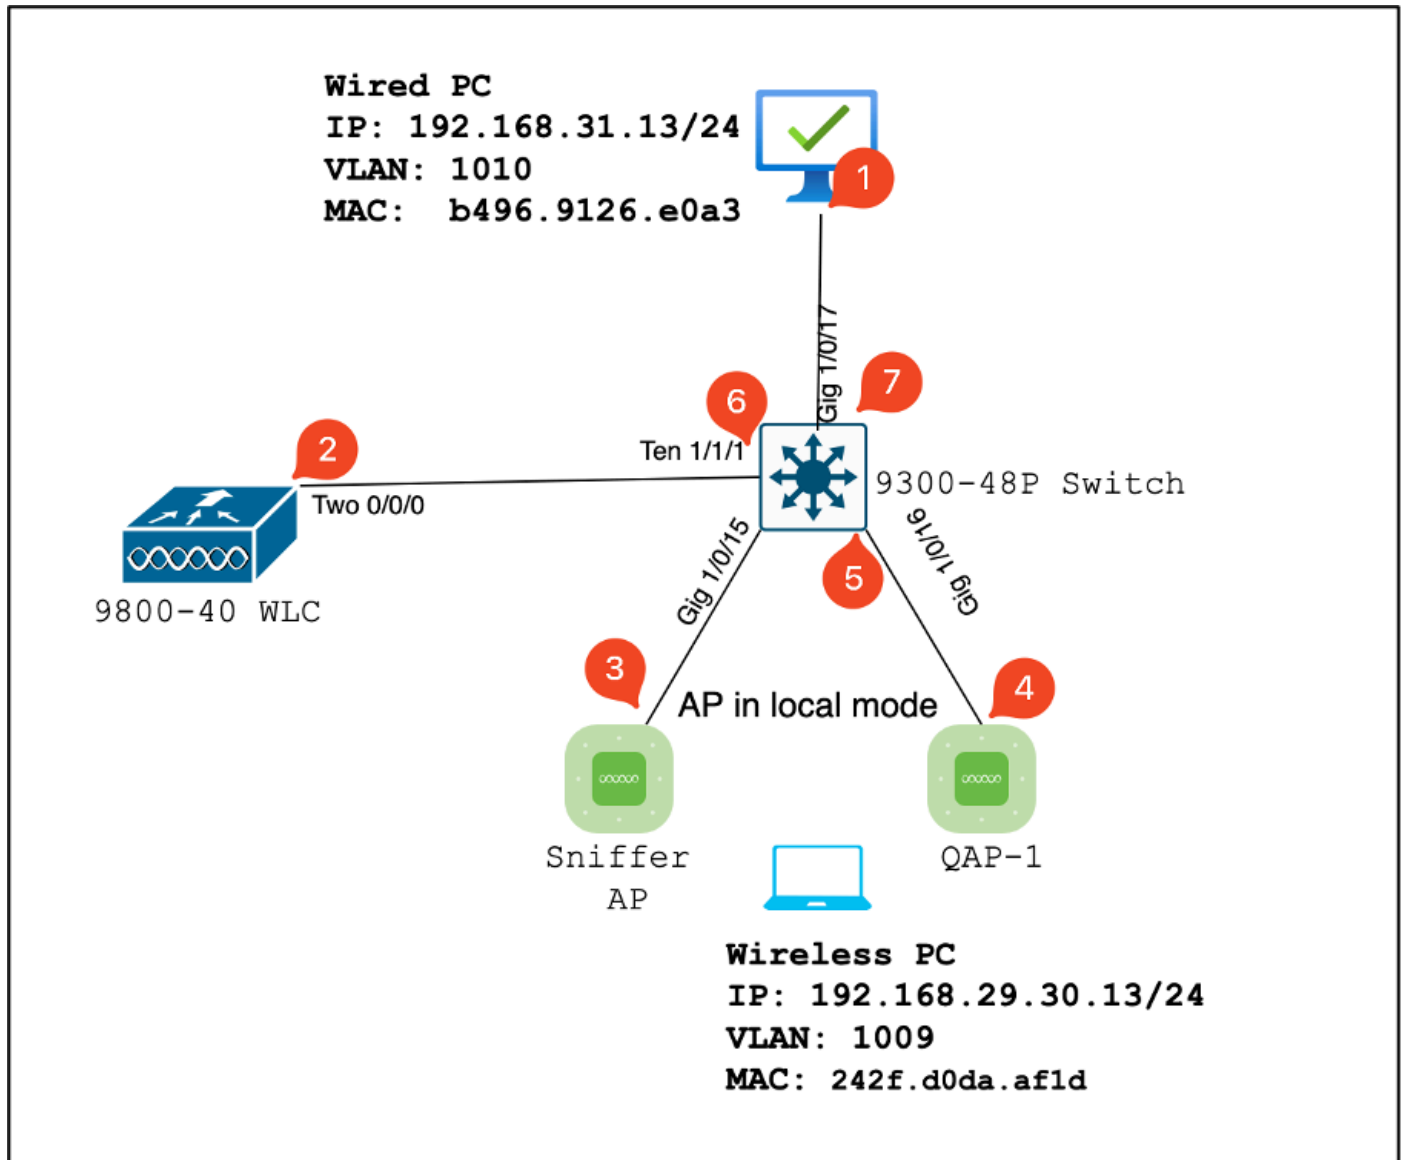 Wired PC
IP: 192.168.31.13/24
VLAN: 1010
MAC: b496.9126.e0a3
1
Gig 1/0/17
7
6
Ten 1/1/1
2
Two 0/0/0
9300-48P Switch
9800-40 WLC
Gig 1/0/15
Gig 1/0/16
5
3
4
AP in local mode
Sniffer
AP
QAP-1
Wireless PC
IP: 192.168.29.30.13/24
VLAN: 1009
MAC: 242f.d0da.af1d